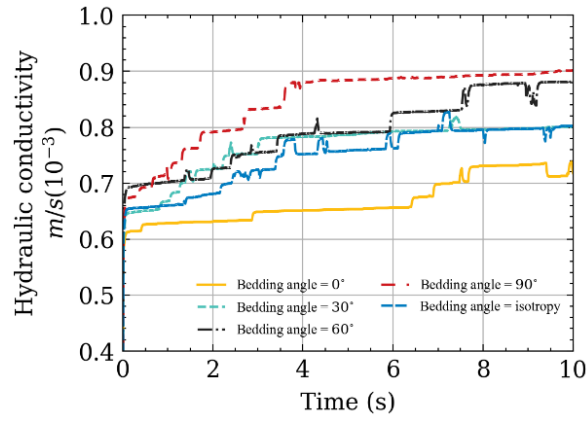 Hydraulic conductivity
m/s(10⁻³)
1.0
0.9
0.8
0.7
0.6
0.5
0.4
Bedding angle = 0°
Bedding angle = 30°
Bedding angle = 60°
Bedding angle = 90°
Bedding angle = isotropy
0 2 4 6 8 10
Time (s)